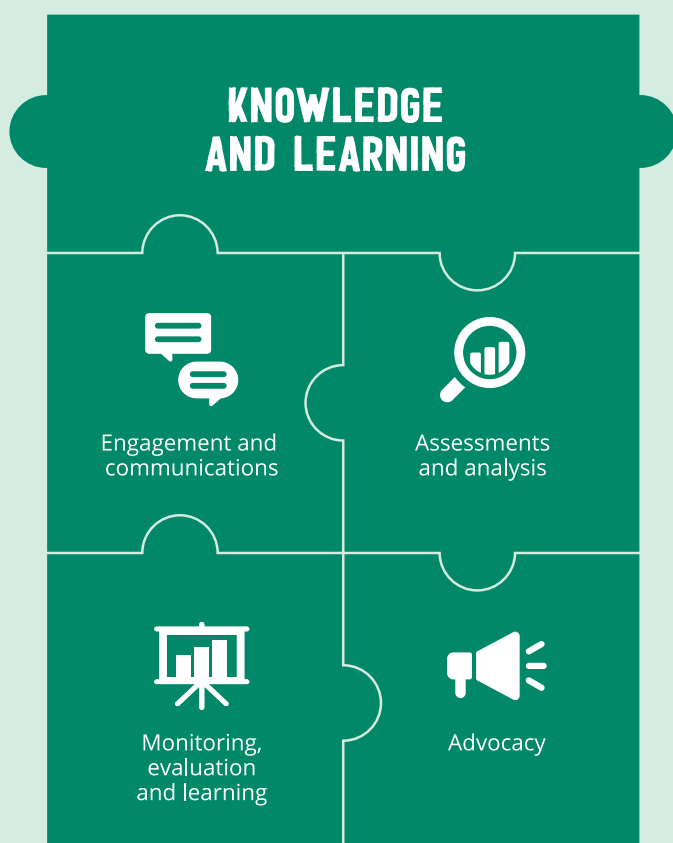 KNOWLEDGE
AND LEARNING
Engagement and
communications
Assessments
and analysis
Monitoring,
evaluation
and learning
Advocacy